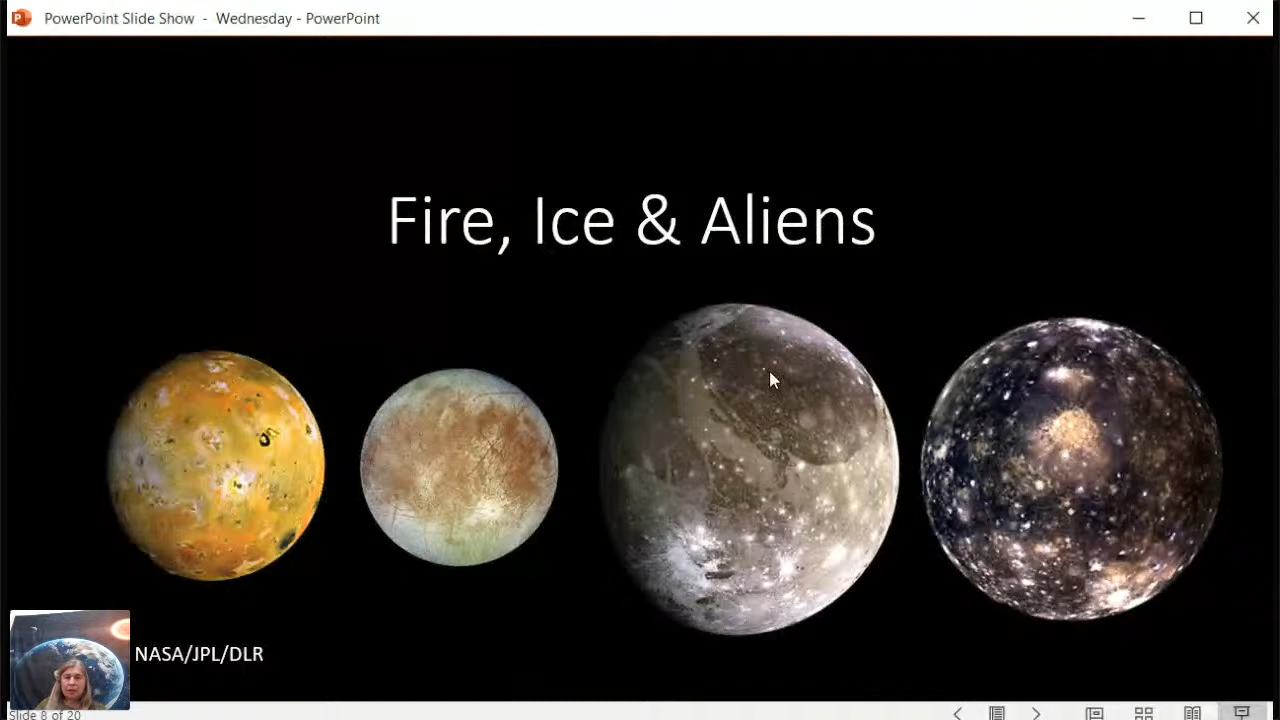 PowerPoint Slide Show - Wednesday - PowerPoint
Fire, Ice & Aliens
NASA/JPL/DLR
Slide 8 of 20